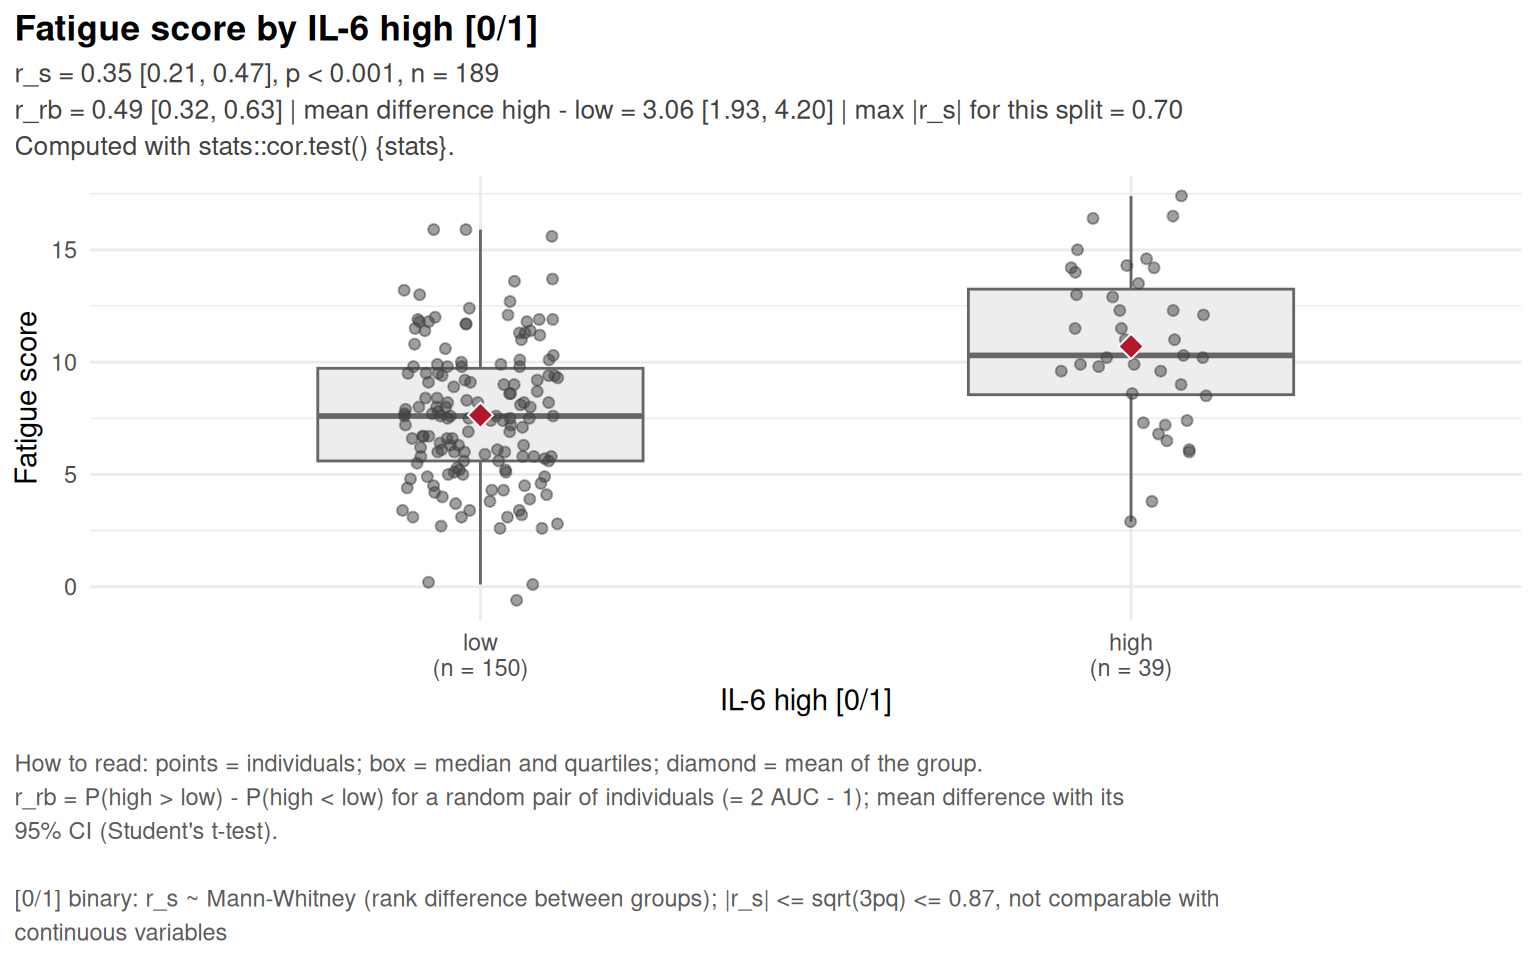 Fatigue score by IL-6 high [0/1]
r_s = 0.35 [0.21, 0.47], p < 0.001, n = 189
r_rb = 0.49 [0.32, 0.63] | mean difference high - low = 3.06 [1.93, 4.20] | max |r_s| for this split = 0.70
Computed with stats::cor.test() {stats}.
Fatigue score
15
10
5
0
low
(n = 150)
high
(n = 39)
IL-6 high [0/1]
How to read: points = individuals; box = median and quartiles; diamond = mean of the group.
r_rb = P(high > low) - P(high < low) for a random pair of individuals (= 2 AUC - 1); mean difference with its
95% CI (Student's t-test).
[0/1] binary: r_s ~ Mann-Whitney (rank difference between groups); |r_s| <= sqrt(3pq) <= 0.87, not comparable with
continuous variables